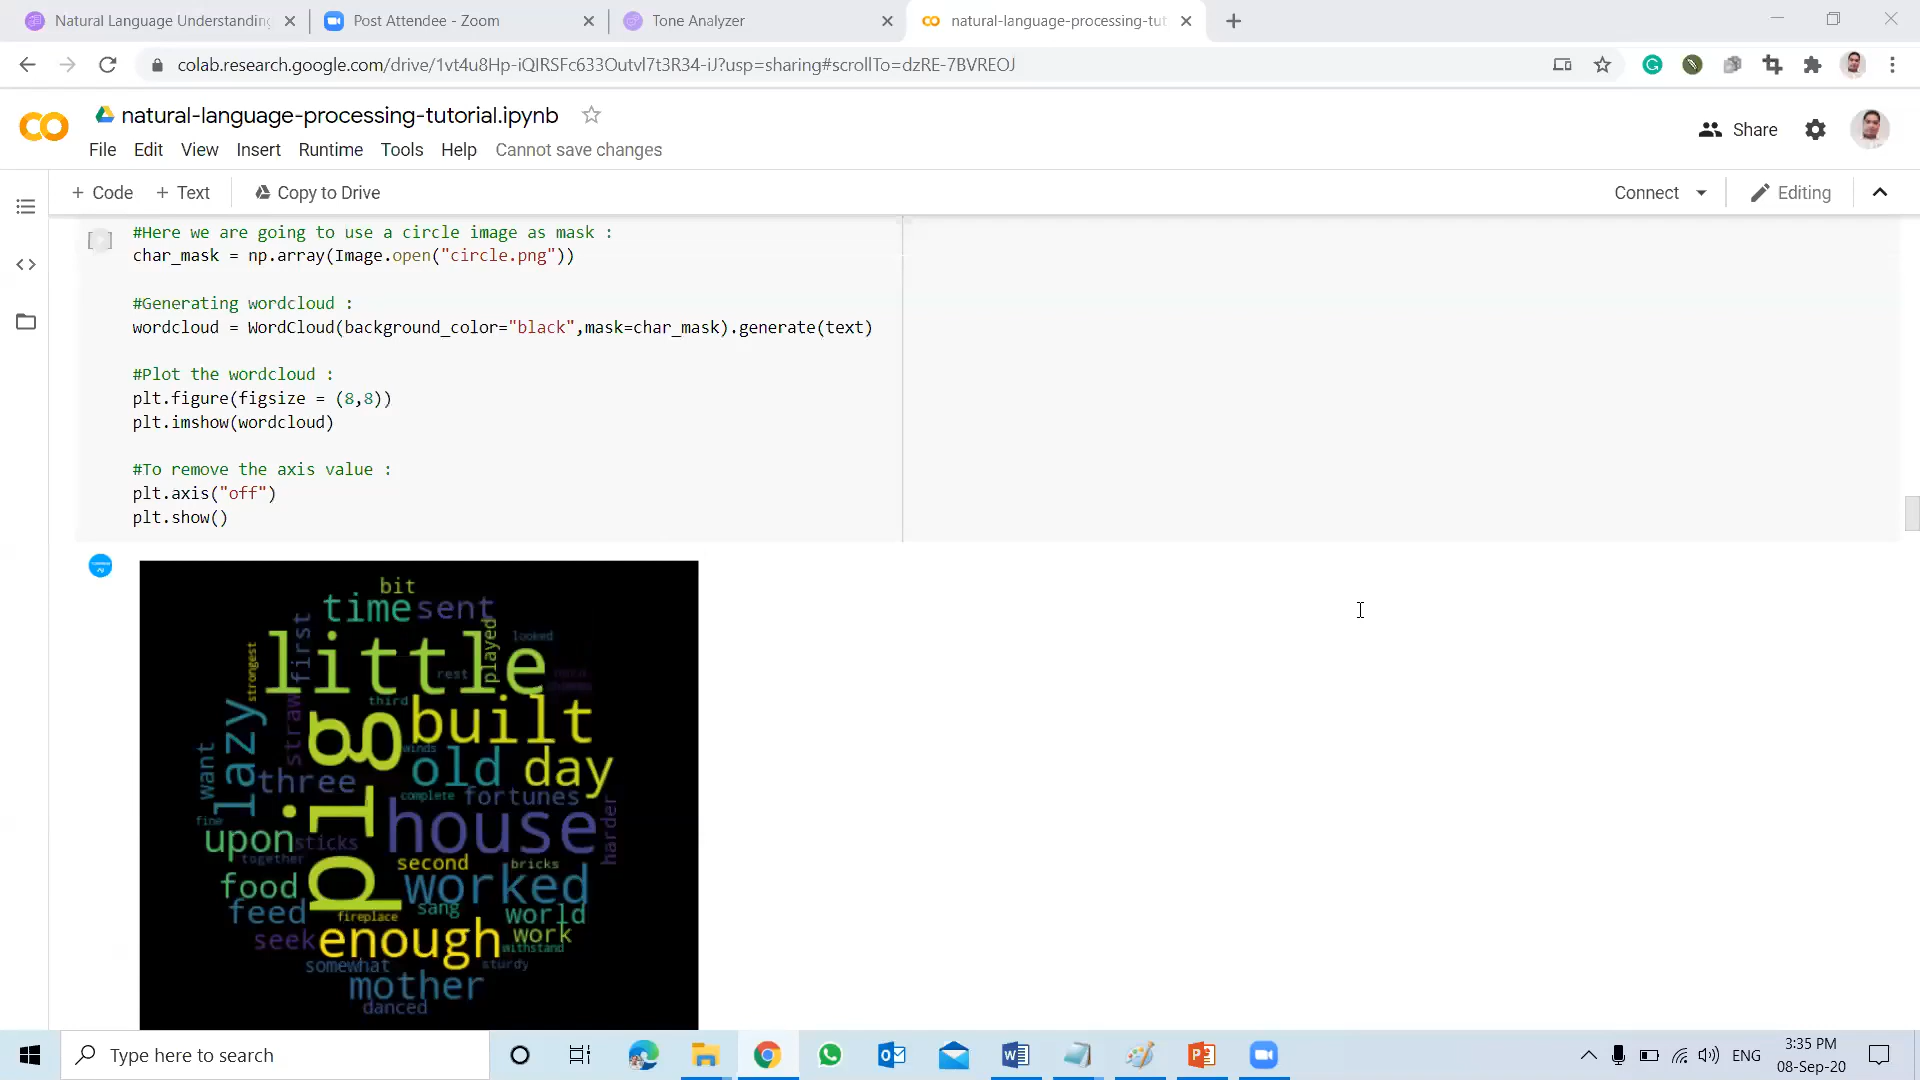 Natural Language Understanding
Post Attendee - Zoom
Tone Analyzer
natural-language-processing-tut
colab.research.google.com/drive/1vt4u8Hp-iQIRSFc633Outvl7t3R34-iJ?usp=sharing#scrollTo=dzRE-7BVREOJ
natural-language-processing-tutorial.ipynb
Share
File Edit View Insert Runtime Tools Help Cannot save changes
+ Code + Text Copy to Drive
Connect
Editing
#Here we are going to use a circle image as mask :
char_mask = np.array(Image.open("circle.png"))
#Generating wordcloud :
wordcloud = WordCloud(background_color="black",mask=char_mask).generate(text)
#Plot the wordcloud :
plt.figure(figsize = (8,8))
plt.imshow(wordcloud)
#To remove the axis value :
plt.axis("off")
plt.show()
bit
time sent
first
played
looked
strongest
little
rest
third
lazy
straw
built
pig
winds
want
old day
three
complete fortunes
fine
house
harder
upon
sticks
together
second
bricks
food
worked
feed
fireplace
sang
world
seek
enough
work
withstand
somewhat
sturdy
mother
danced
Type here to search
ENG
3:35 PM
08-Sep-20